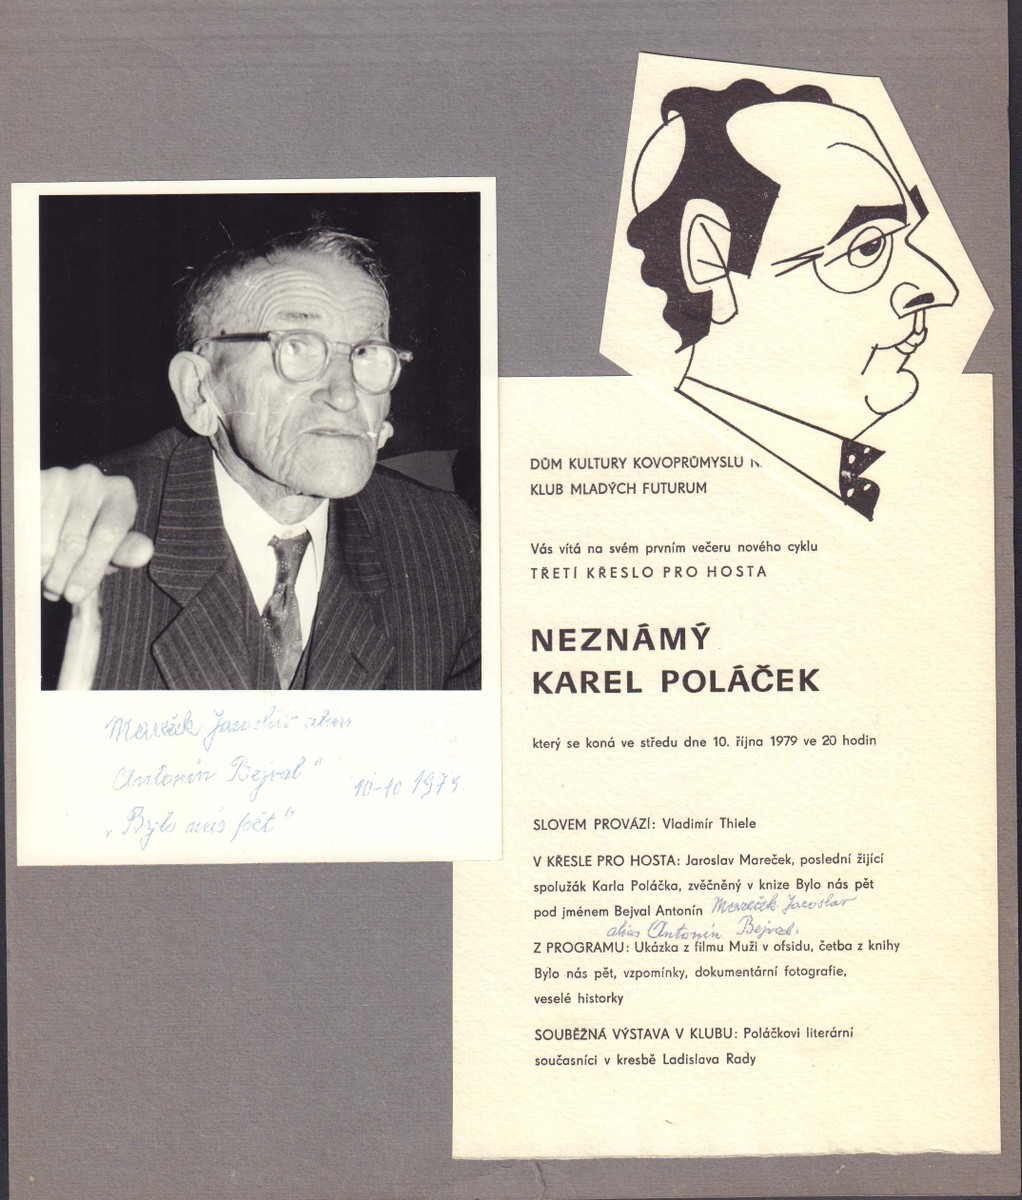 Mareček Jaroslav alias
Antonín Bejval"
10-10 1979
„Bylo nás pět"
DŮM KULTURY KOVOPRŮMYSLU
KLUB MLADÝCH FUTURUM
Vás vítá na svém prvním večeru nového cyklu
TŘETÍ KŘESLO PRO HOSTA
NEZNÁMÝ
KAREL POLÁČEK
který se koná ve středu dne 10. října 1979 ve 20 hodin
SLOVEM PROVÁZÍ: Vladimír Thiele
V KŘESLE PRO HOSTA: Jaroslav Mareček, poslední žijící
spolužák Karla Poláčka, zvěčněný v knize Bylo nás pět
pod jménem Bejval Antonín Mareček Jaroslav
alias Antonín Bejval.
Z PROGRAMU: Ukázka z filmu Muži v ofsidu, četba z knihy
Bylo nás pět, vzpomínky, dokumentární fotografie,
veselé historky
SOUBĚŽNÁ VÝSTAVA V KLUBU: Poláčkovi literární
současníci v kresbě Ladislava Rady